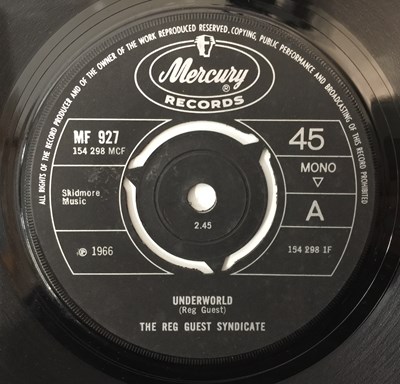 ALL RIGHTS OF THE RECORD PRODUCER AND OF THE OWNER OF THE WORK REPRODUCED RESERVED. COPYING, PUBLIC PERFORMANCE AND BROADCASTING OF THIS RECORD PROHIBITED
Mercury
®
RECORDS
MF 927
154 298 MCF
45
MONO
Skidmore
Music
2.45
A
℗ 1966
154 298 1F
UNDERWORLD
(Reg Guest)
THE REG GUEST SYNDICATE